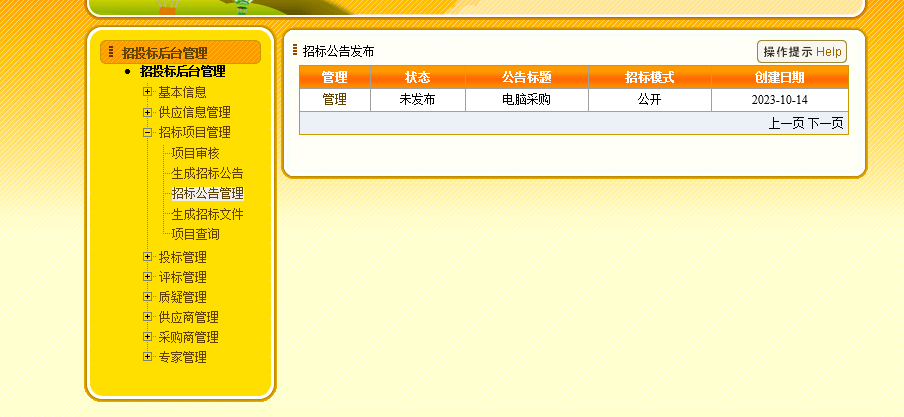 招投标后台管理
招投标后台管理
基本信息
供应信息管理
招标项目管理
项目审核
生成招标公告
招标公告管理
生成招标文件
项目查询
投标管理
评标管理
质疑管理
供应商管理
采购商管理
专家管理
招标公告发布
操作提示 Help
管理 状态 公告标题 招标模式 创建日期
管理 未发布 电脑采购 公开 2023-10-14
上一页 下一页